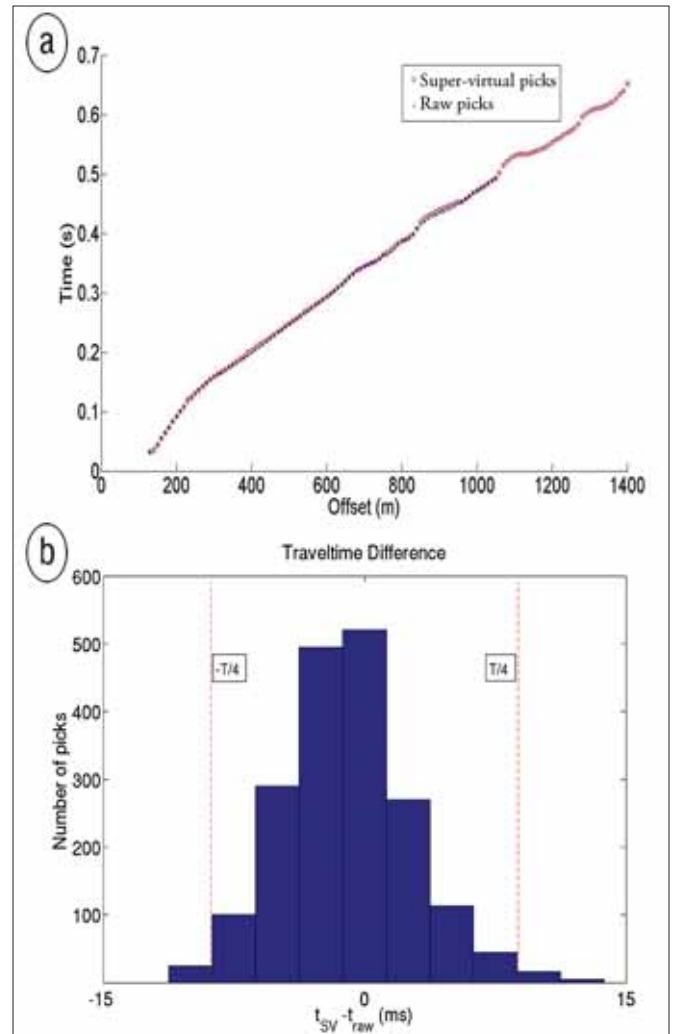 a
0.7
0.6
0.5
0.4
0.3
0.2
0.1
0
Time (s)
Super-virtual picks
Raw picks
0 200 400 600 800 1000 1200 1400
Offset (m)
b
Traveltime Difference
600
500
400
300
200
100
Number of picks
-T/4
T/4
-15 0 15
t_SV -t_raw (ms)